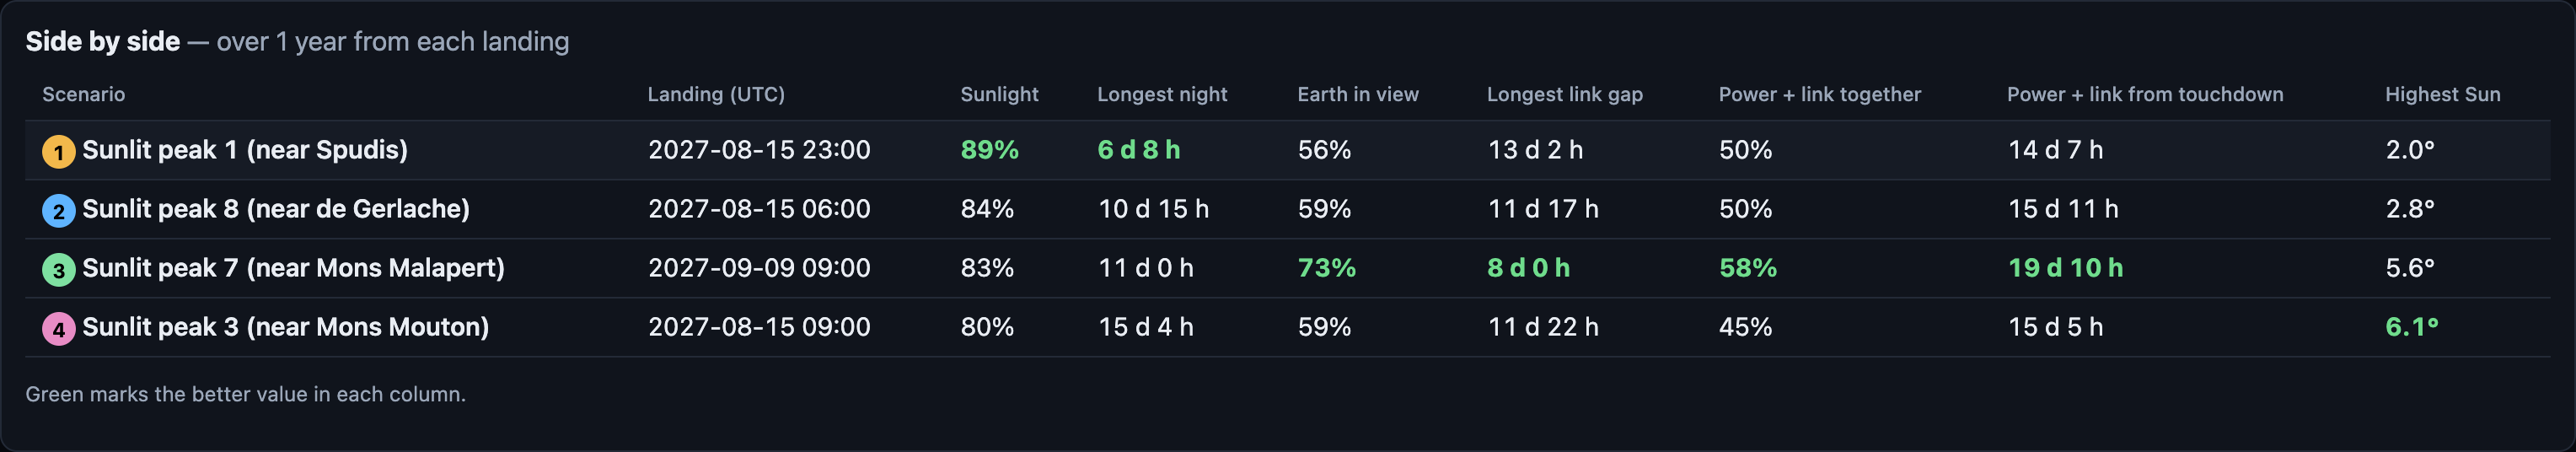 Side by side — over 1 year from each landing
Scenario Landing (UTC) Sunlight Longest night Earth in view Longest link gap Power + link together Power + link from touchdown Highest Sun
1 Sunlit peak 1 (near Spudis) 2027-08-15 23:00 89% 6 d 8 h 56% 13 d 2 h 50% 14 d 7 h 2.0°
2 Sunlit peak 8 (near de Gerlache) 2027-08-15 06:00 84% 10 d 15 h 59% 11 d 17 h 50% 15 d 11 h 2.8°
3 Sunlit peak 7 (near Mons Malapert) 2027-09-09 09:00 83% 11 d 0 h 73% 8 d 0 h 58% 19 d 10 h 5.6°
4 Sunlit peak 3 (near Mons Mouton) 2027-08-15 09:00 80% 15 d 4 h 59% 11 d 22 h 45% 15 d 5 h 6.1°
Green marks the better value in each column.